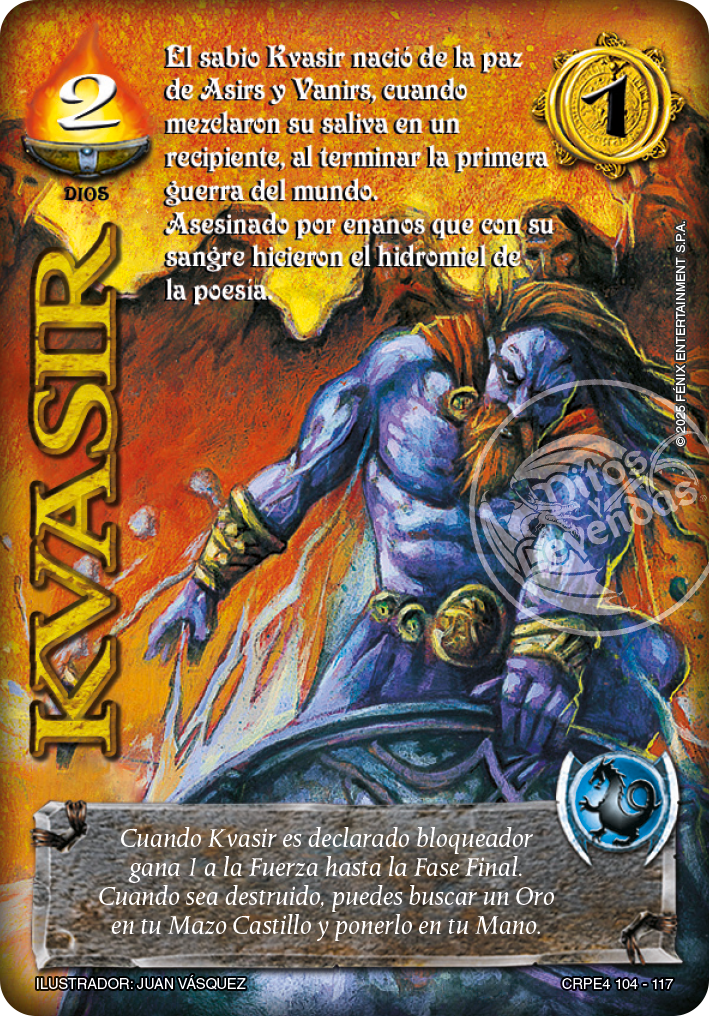 2
DIOS
1
El sabio Kvasir nació de la paz
de Asirs y Vanirs, cuando
mezclaron su saliva en un
recipiente, al terminar la primera
guerra del mundo.
Asesinado por enanos que con su
sangre hicieron el hidromiel de
la poesía.
KVASIR
© 2025 FÉNIX ENTERTAINMENT S.P.A.
Mitos
y
Leyendas®
Cuando Kvasir es declarado bloqueador
gana 1 a la Fuerza hasta la Fase Final.
Cuando sea destruido, puedes buscar un Oro
en tu Mazo Castillo y ponerlo en tu Mano.
ILUSTRADOR: JUAN VÁSQUEZ
CRPE4 104 - 117